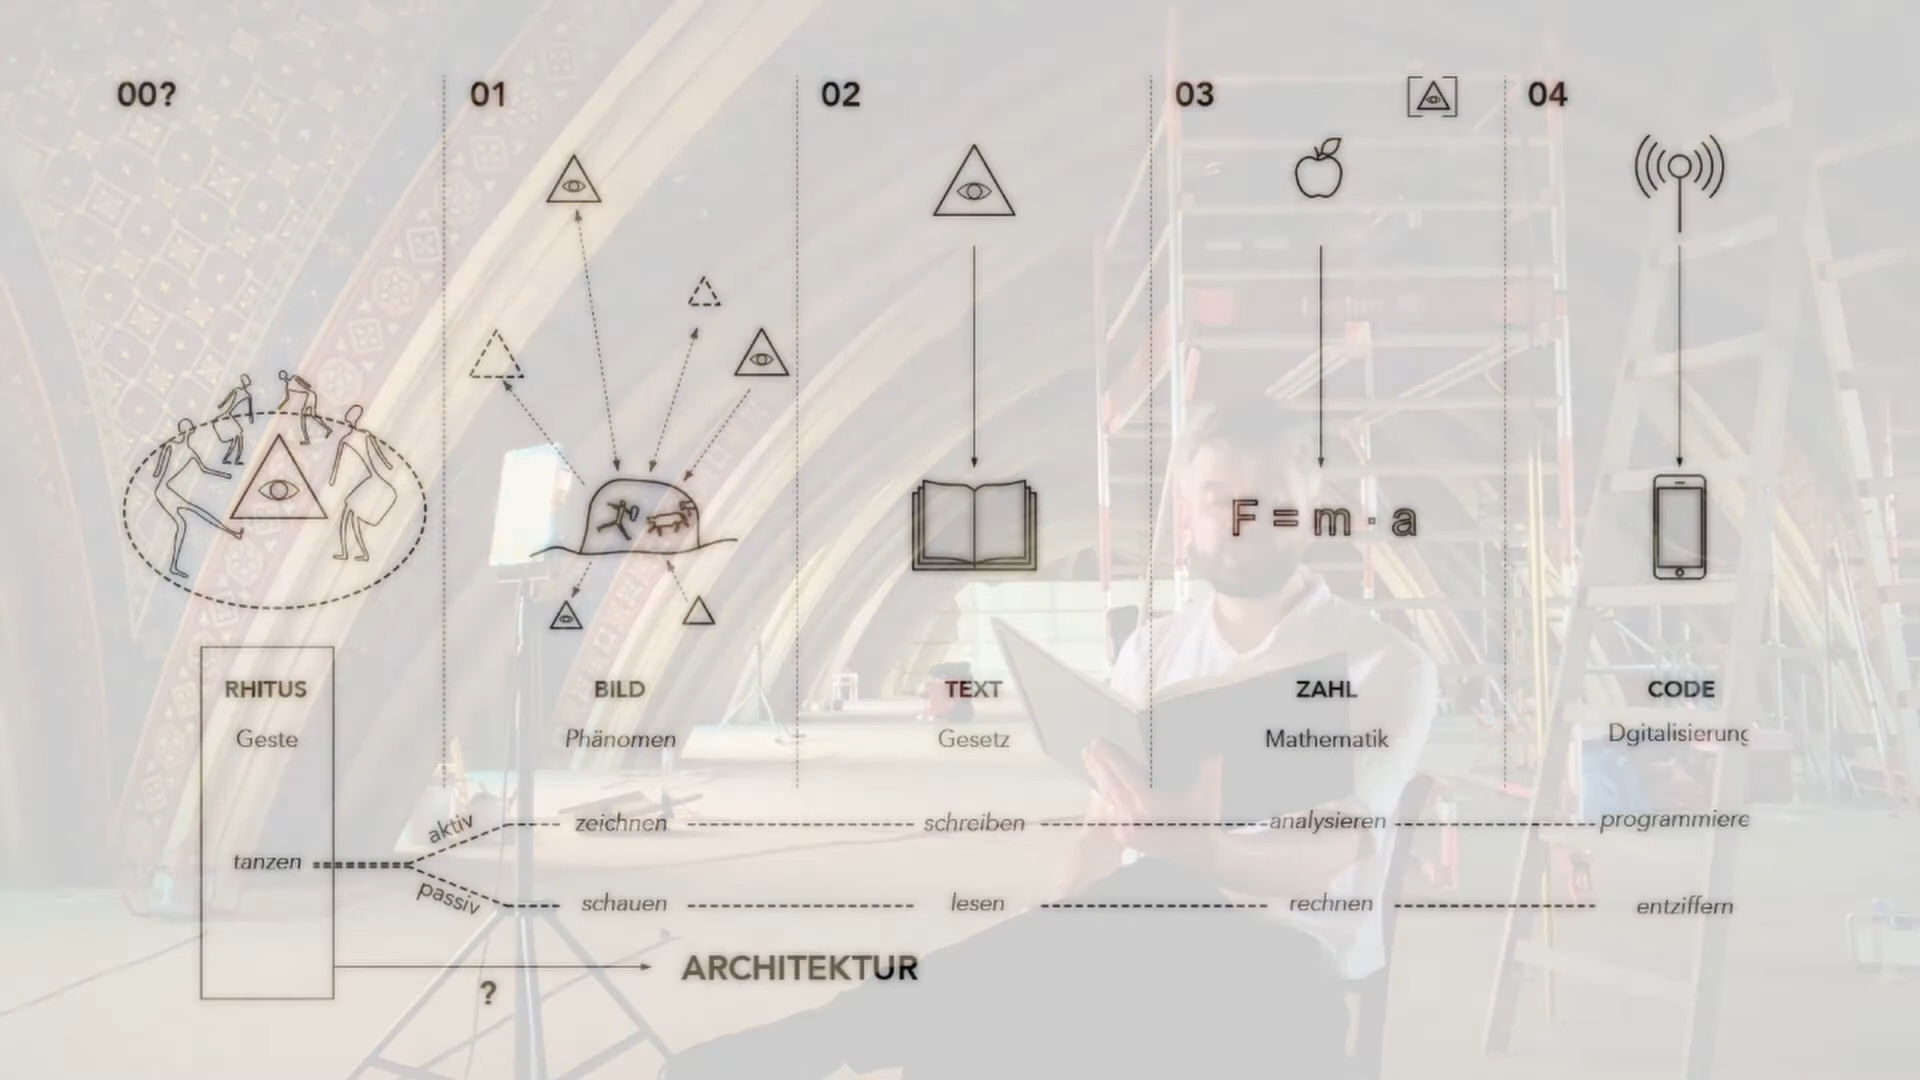 00?
01
02
03
04
F = m · a
RHITUS
BILD
TEXT
ZAHL
CODE
Geste
Phänomen
Gesetz
Mathematik
Dgitalisierung
aktiv
zeichnen
schreiben
analysieren
programmiere
tanzen
passiv
schauen
lesen
rechnen
entziffern
ARCHITEKTUR
?